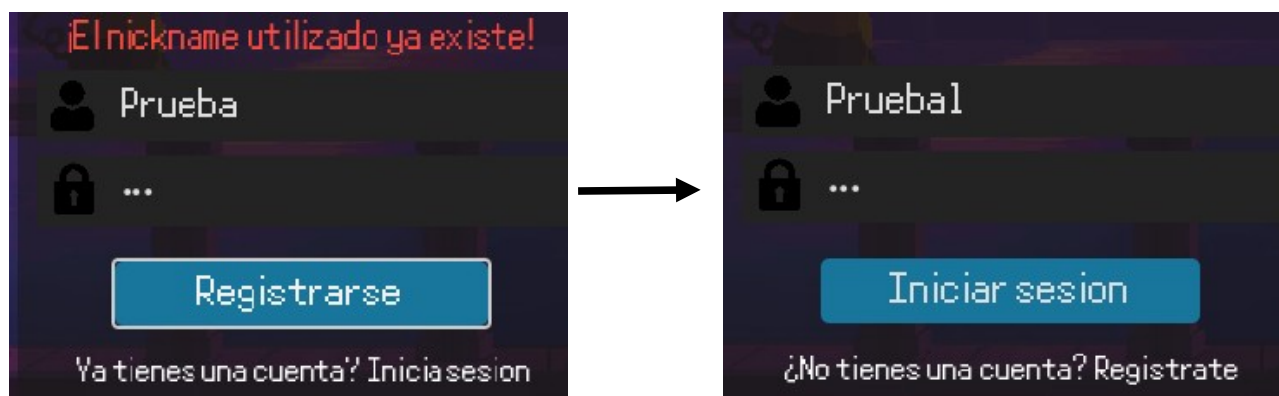 ¡El nickname utilizado ya existe!
Prueba
...
Registrarse
Ya tienes una cuenta? Inicia sesion
Prueba1
...
Iniciar sesion
¿No tienes una cuenta? Registrate